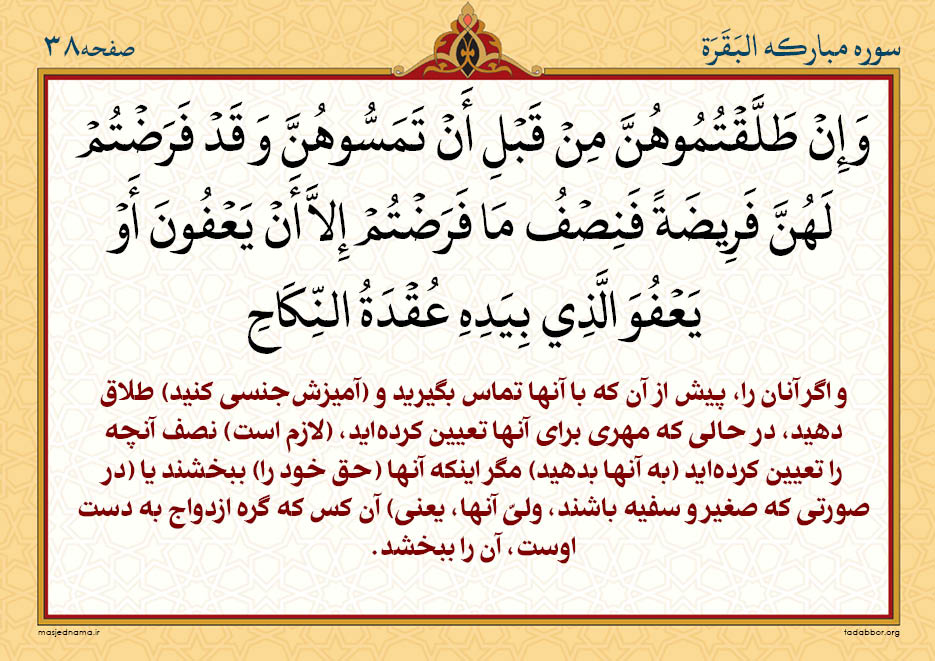 سوره مبارکه البَقَرَة
صفحه۳۸
وَإِنْ طَلَّقْتُمُوهُنَّ مِنْ قَبْلِ أَنْ تَمَسُّوهُنَّ وَ قَدْ فَرَضْتُمْ
لَهُنَّ فَرِيضَةً فَنِصْفُ مَا فَرَضْتُمْ إِلاَّ أَنْ يَعْفُونَ أَوْ
يَعْفُوَ الَّذِي بِيَدِهِ عُقْدَةُ النِّكَاحِ
و اگر آنان را، پیش از آن که با آنها تماس بگیرید و (آمیزش جنسی کنید) طلاق
دهید، در حالی که مهری برای آنها تعیین کرده‌اید، (لازم است) نصف آنچه
را تعیین کرده‌اید (به آنها بدهید) مگر اینکه آنها (حق خود را) ببخشند یا (در
صورتی که صغیر و سفیه باشند، ولیّ آنها، یعنی) آن کس که گره ازدواج به دست
اوست، آن را ببخشد.
masjednama.ir
tadabbor.org